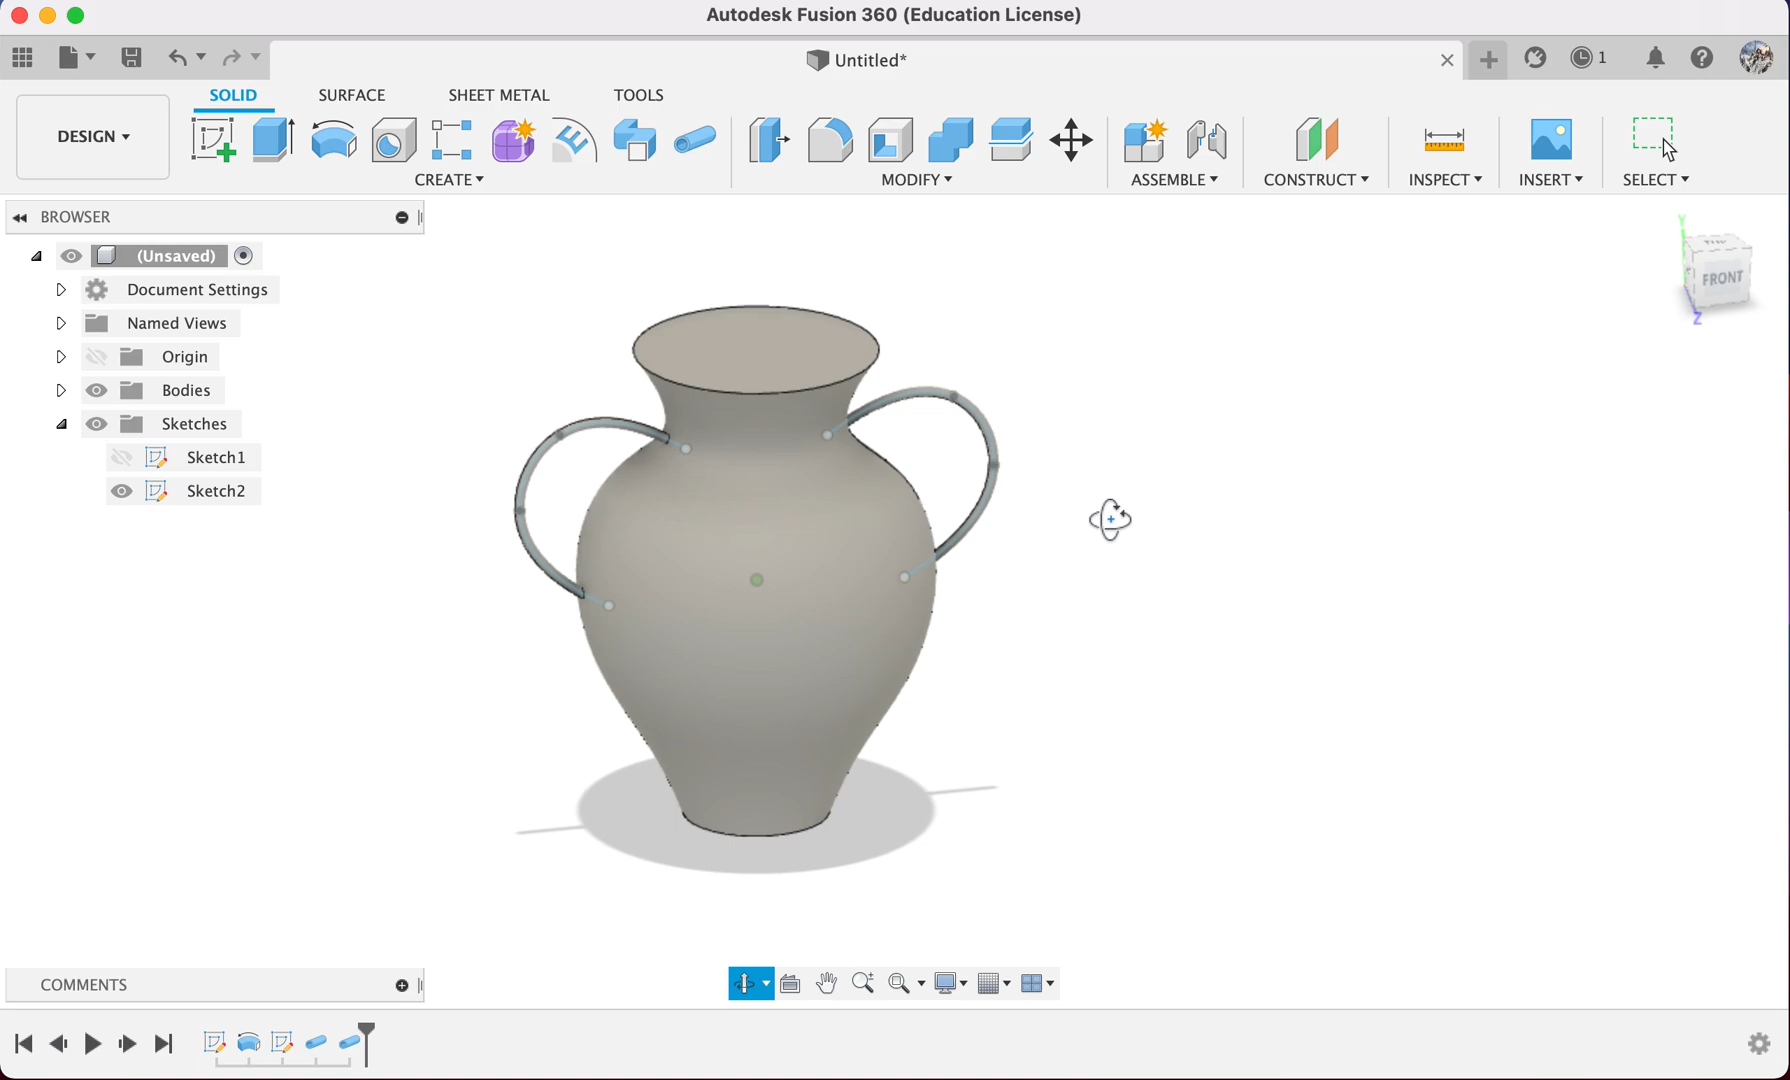 Autodesk Fusion 360 (Education License)
Untitled*
1
SOLID
SURFACE
SHEET METAL
TOOLS
DESIGN
CREATE
MODIFY
ASSEMBLE
CONSTRUCT
INSPECT
INSERT
SELECT
BROWSER
(Unsaved)
Document Settings
Named Views
Origin
Bodies
Sketches
Sketch1
Sketch2
Y
TOP
FRONT
Z
COMMENTS